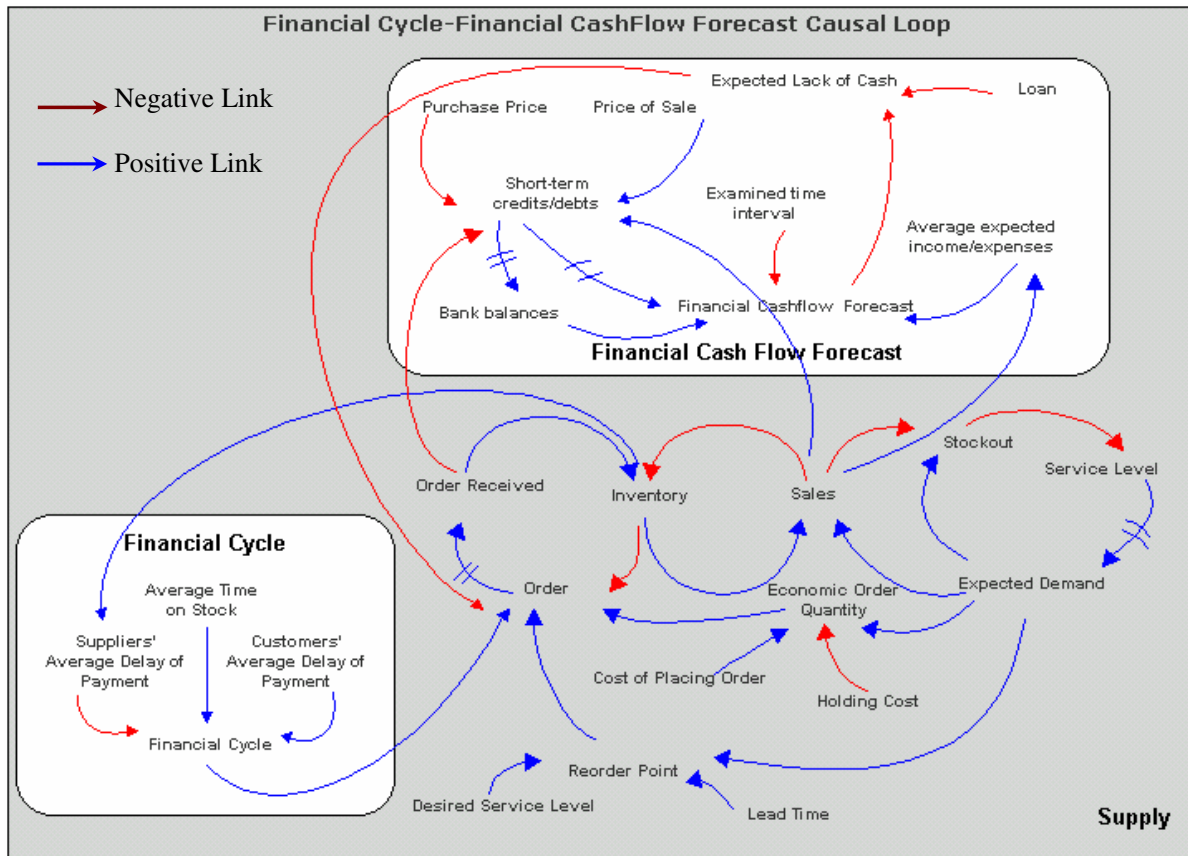 Financial Cycle-Financial CashFlow Forecast Causal Loop
Negative Link
Positive Link
Expected Lack of Cash
Loan
Purchase Price
Price of Sale
Short-term
credits/debts
Examined time
interval
Average expected
income/expenses
Bank balances
Financial Cashflow Forecast
Financial Cash Flow Forecast
Stockout
Service Level
Order Received
Inventory
Sales
Financial Cycle
Average Time
on Stock
Suppliers'
Average Delay of
Payment
Customers'
Average Delay of
Payment
Financial Cycle
Order
Economic Order
Quantity
Expected Demand
Cost of Placing Order
Holding Cost
Reorder Point
Desired Service Level
Lead Time
Supply